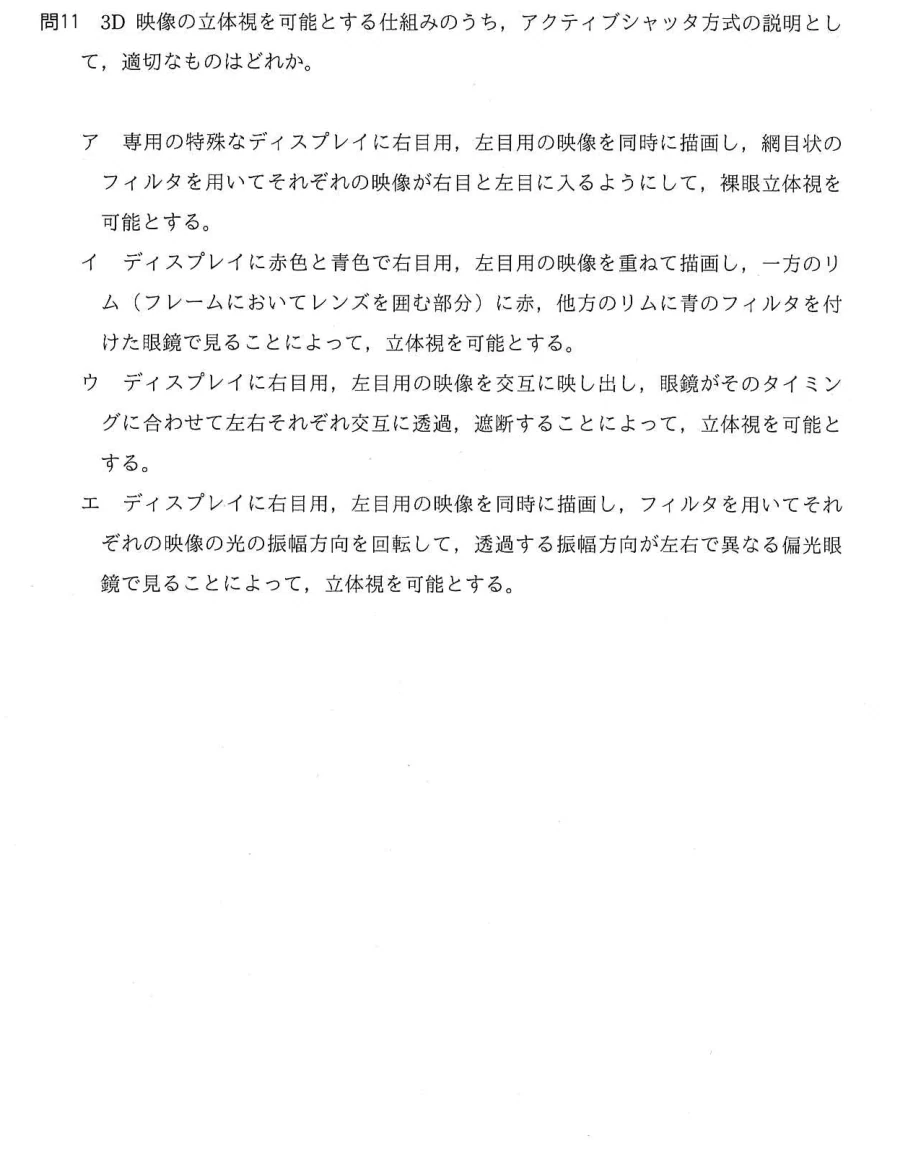 問11 3D 映像の立体視を可能とする仕組みのうち，アクティブシャッタ方式の説明とし
て，適切なものはどれか。
ア 専用の特殊なディスプレイに右目用，左目用の映像を同時に描画し，網目状の
フィルタを用いてそれぞれの映像が右目と左目に入るようにして，裸眼立体視を
可能とする。
イ ディスプレイに赤色と青色で右目用，左目用の映像を重ねて描画し，一方のリ
ム（フレームにおいてレンズを囲む部分）に赤，他方のリムに青のフィルタを付
けた眼鏡で見ることによって，立体視を可能とする。
ウ ディスプレイに右目用，左目用の映像を交互に映し出し，眼鏡がそのタイミン
グに合わせて左右それぞれ交互に透過，遮断することによって，立体視を可能と
する。
エ ディスプレイに右目用，左目用の映像を同時に描画し，フィルタを用いてそれ
ぞれの映像の光の振幅方向を回転して，透過する振幅方向が左右で異なる偏光眼
鏡で見ることによって，立体視を可能とする。